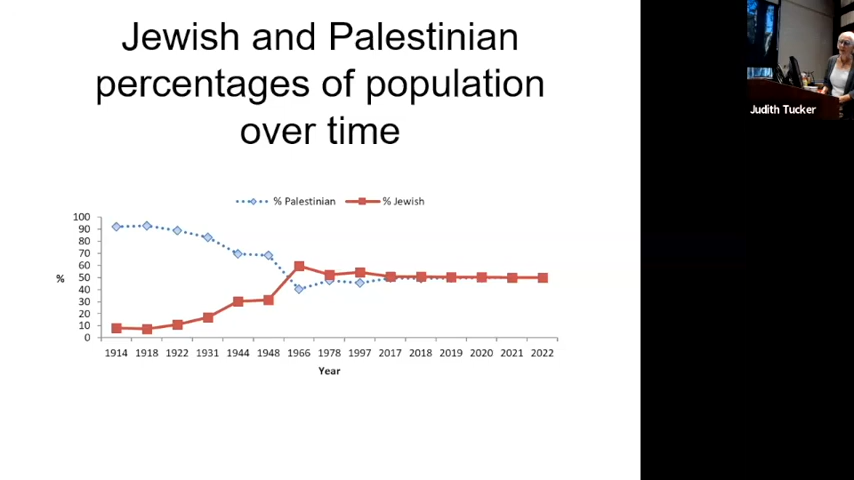 Jewish and Palestinian
percentages of population
over time
% Palestinian % Jewish
100
90
80
70
60
50
40
30
20
10
0
%
1914 1918 1922 1931 1944 1948 1966 1978 1997 2017 2018 2019 2020 2021 2022
Year
Judith Tucker